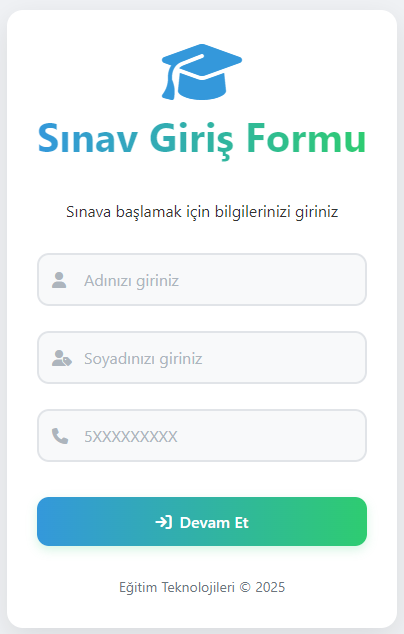 Sınav Giriş Formu
Sınava başlamak için bilgilerinizi giriniz
Adınızı giriniz
Soyadınızı giriniz
5XXXXXXXXX
Devam Et
Eğitim Teknolojileri © 2025